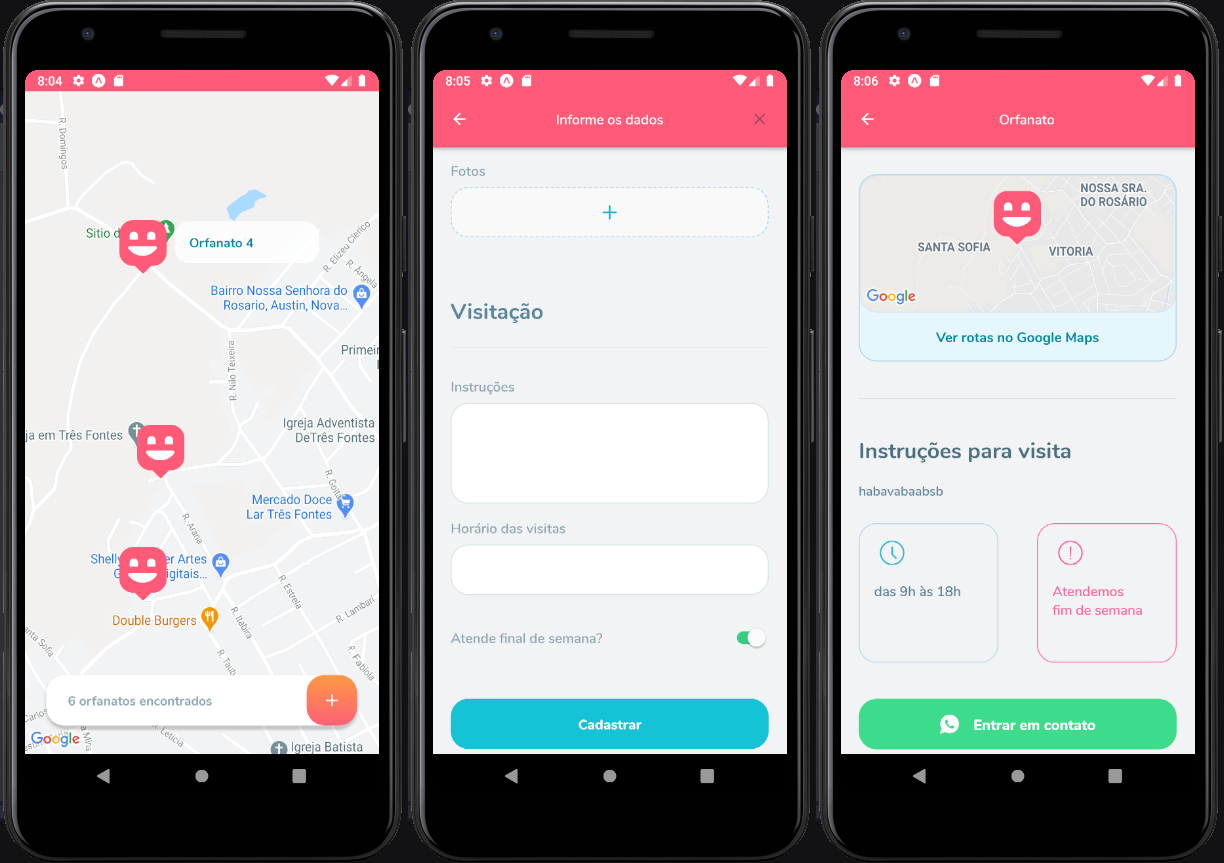 8:04
R. Domingos
Sitio d
Orfanato 4
R. Elizeu Clerico
R. Ângela
Bairro Nossa Senhora do
Rosario, Austin, Nova...
R. Nilo Teixeira
Primeir
Igreja Adventista
DeTrês Fontes
ja em Três Fontes
R. Goitá
Mercado Doce
Lar Três Fontes
R. Arana
Shelly er Artes
G igitais...
R. Estrela
Double Burgers
R. Itabira
R. Lambari
R. Taub
R. Fabiola
anta Sofia
6 orfanatos encontrados
+
Carlos
Google
Mina
Leticia
Igreja Batista
8:05
Informe os dados
Fotos
+
Visitação
Instruções
Horário das visitas
Atende final de semana?
Cadastrar
8:06
Orfanato
NOSSA SRA.
DO ROSÁRIO
SANTA SOFIA
VITORIA
Google
Ver rotas no Google Maps
Instruções para visita
habavabaabsb
das 9h às 18h
Atendemos
fim de semana
Entrar em contato